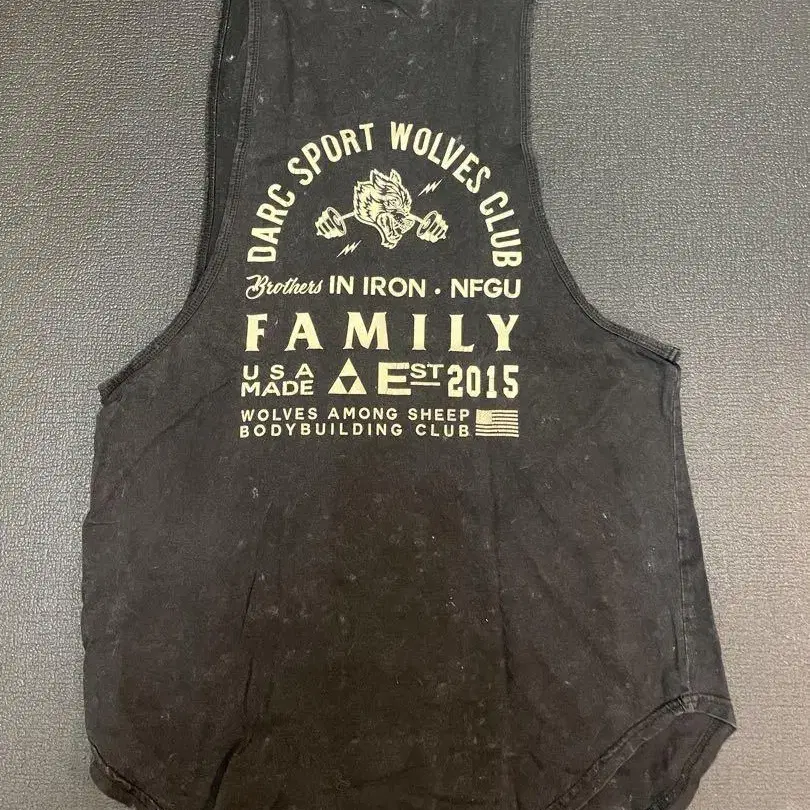 DARC SPORT WOLVES CLUB
Brothers IN IRON . NFGU
FAMILY
USA MADE EST 2015
WOLVES AMONG SHEEP
BODYBUILDING CLUB